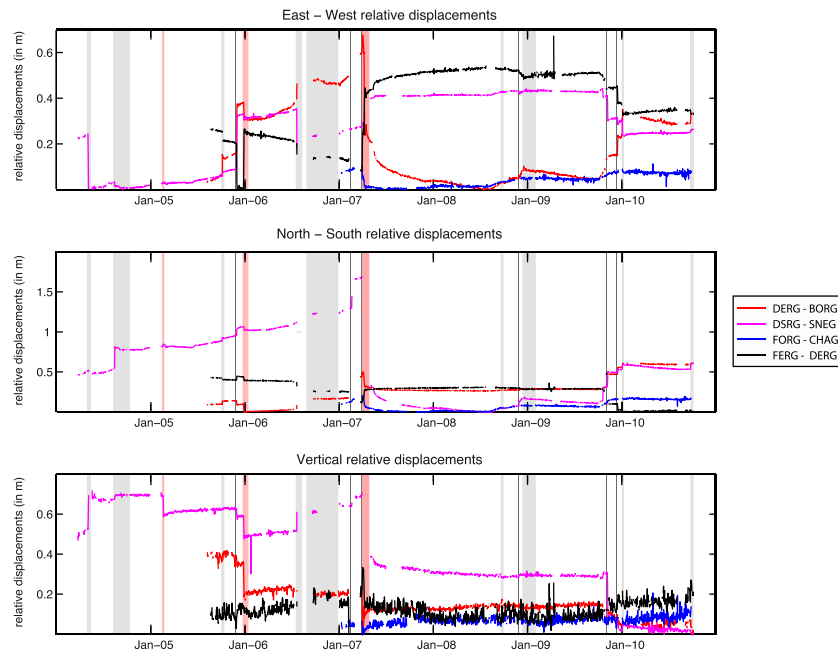 East – West relative displacements
relative displacements (in m)
0.6
0.4
0.2
Jan–05 Jan–06 Jan–07 Jan–08 Jan–09 Jan–10
North – South relative displacements
relative displacements (in m)
1.5
1
0.5
Jan–05 Jan–06 Jan–07 Jan–08 Jan–09 Jan–10
DERG - BORG
DSRG - SNEG
FORG - CHAG
FERG - DERG
Vertical relative displacements
relative displacements (in m)
0.6
0.4
0.2
Jan–05 Jan–06 Jan–07 Jan–08 Jan–09 Jan–10